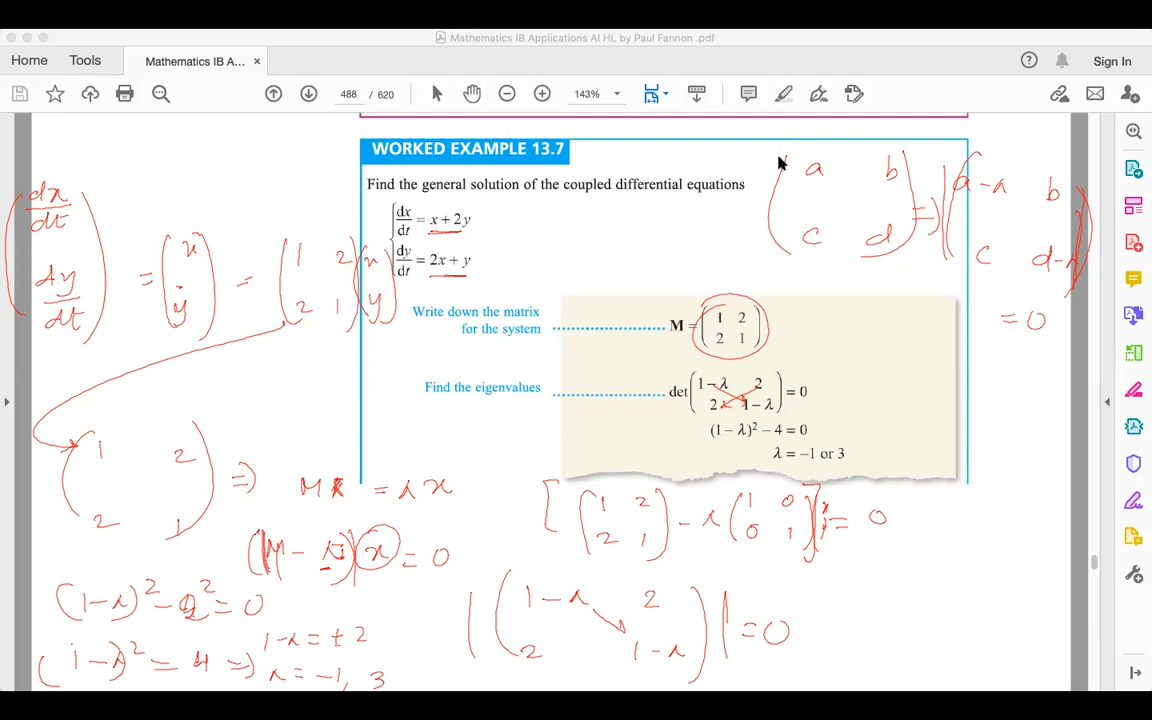 Mathematics IB Applications AI HL by Paul Fannon .pdf
Home Tools Mathematics IB A... × Sign In
488 / 620 143%
WORKED EXAMPLE 13.7
Find the general solution of the coupled differential equations
dx/dt = x + 2y
dy/dt = 2x + y
Write down the matrix
for the system
M = (1 2
2 1)
Find the eigenvalues
det (1 – λ 2
2 1 – λ) = 0
(1 – λ)² – 4 = 0
λ = –1 or 3
(a b
c d) => |(a-λ b
c d-λ)
= 0
(dx/dt
dy/dt) = (ẋ
ẏ) = (1 2
2 1)(x
y)
(1 2
2 1) =>
Mx = λx
(M - λI)(x) = 0
[(1 2
2 1) - λ(1 0
0 1)] = 0
|(1-λ 2
2 1-λ)| = 0
(1-λ)² - 2² = 0
(1-λ)² = 4 =>
1-λ = ±2
λ = -1, 3